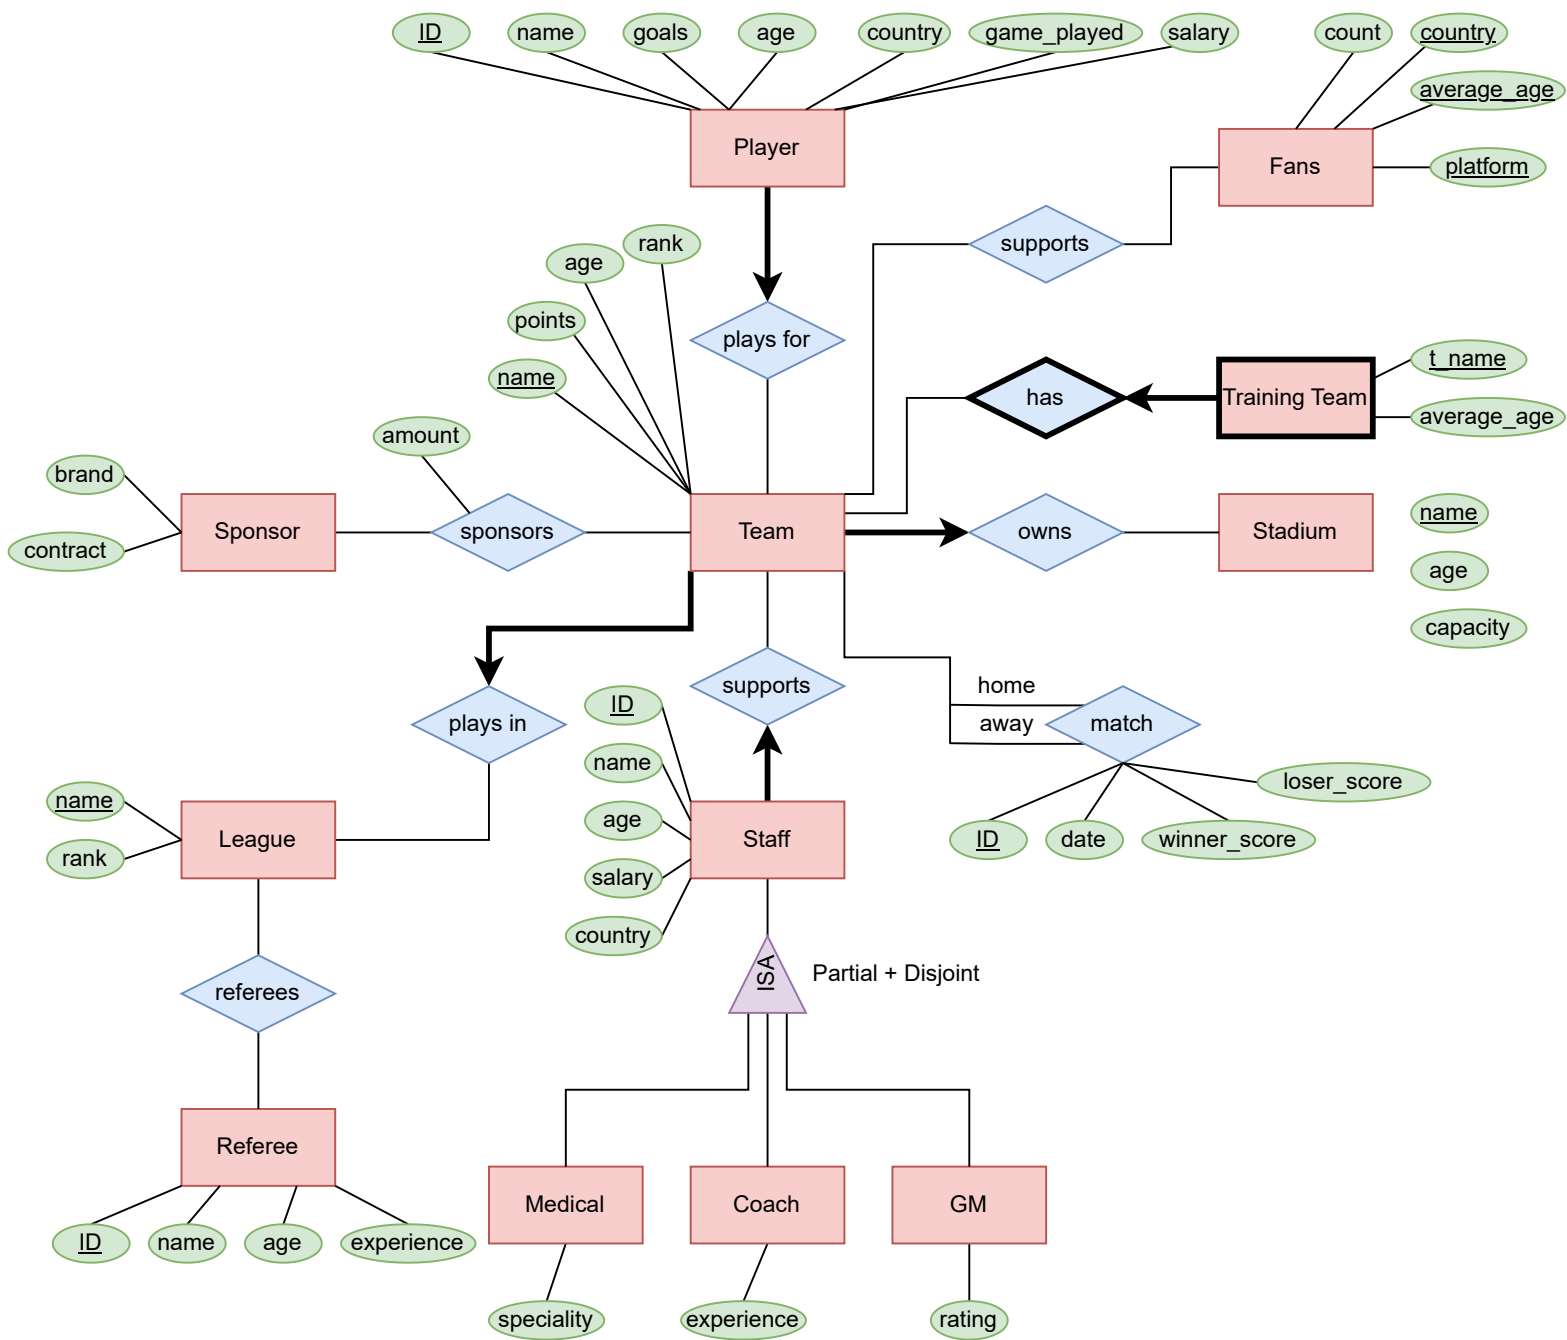 ID
name
goals
age
country
game_played
salary
count
country
average_age
platform
Player
Fans
supports
rank
age
points
name
plays for
has
Training Team
t_name
average_age
amount
brand
contract
Sponsor
sponsors
Team
owns
Stadium
name
age
capacity
plays in
supports
home
away
match
loser_score
ID
date
winner_score
ID
name
age
salary
country
Staff
name
rank
League
ISA
Partial + Disjoint
referees
Referee
ID
name
age
experience
Medical
Coach
GM
speciality
experience
rating